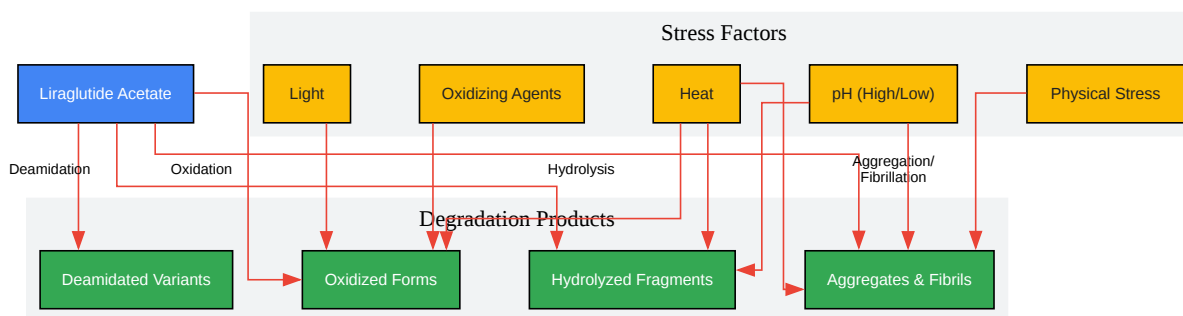 Stress Factors
Liraglutide Acetate
Light
Oxidizing Agents
Heat
pH (High/Low)
Physical Stress
Deamidation
Oxidation
Hydrolysis
Aggregation/
Fibrillation
Degradation Products
Deamidated Variants
Oxidized Forms
Hydrolyzed Fragments
Aggregates & Fibrils